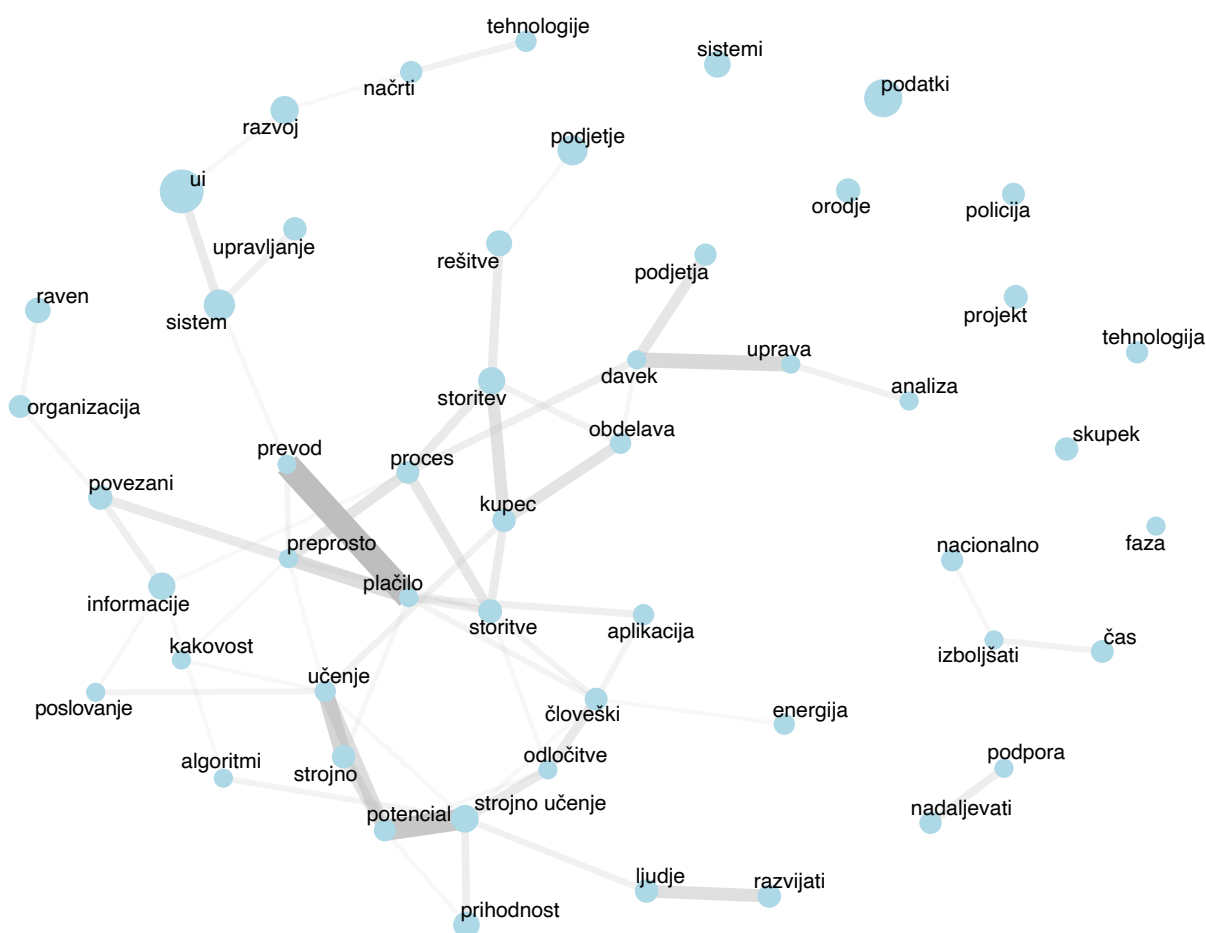 tehnologije
sistemi
načrti
podatki
razvoj
podjetje
ui
orodje
policija
upravljanje
rešitve
podjetja
raven
sistem
projekt
tehnologija
uprava
davek
analiza
organizacija
storitev
obdelava
skupek
prevod
proces
povezani
kupec
preprosto
nacionalno
faza
plačilo
informacije
storitve
aplikacija
kakovost
izboljšati
čas
učenje
poslovanje
človeški
energija
algoritmi
strojno
odločitve
podpora
potencial
strojno učenje
nadaljevati
ljudje
razvijati
prihodnost